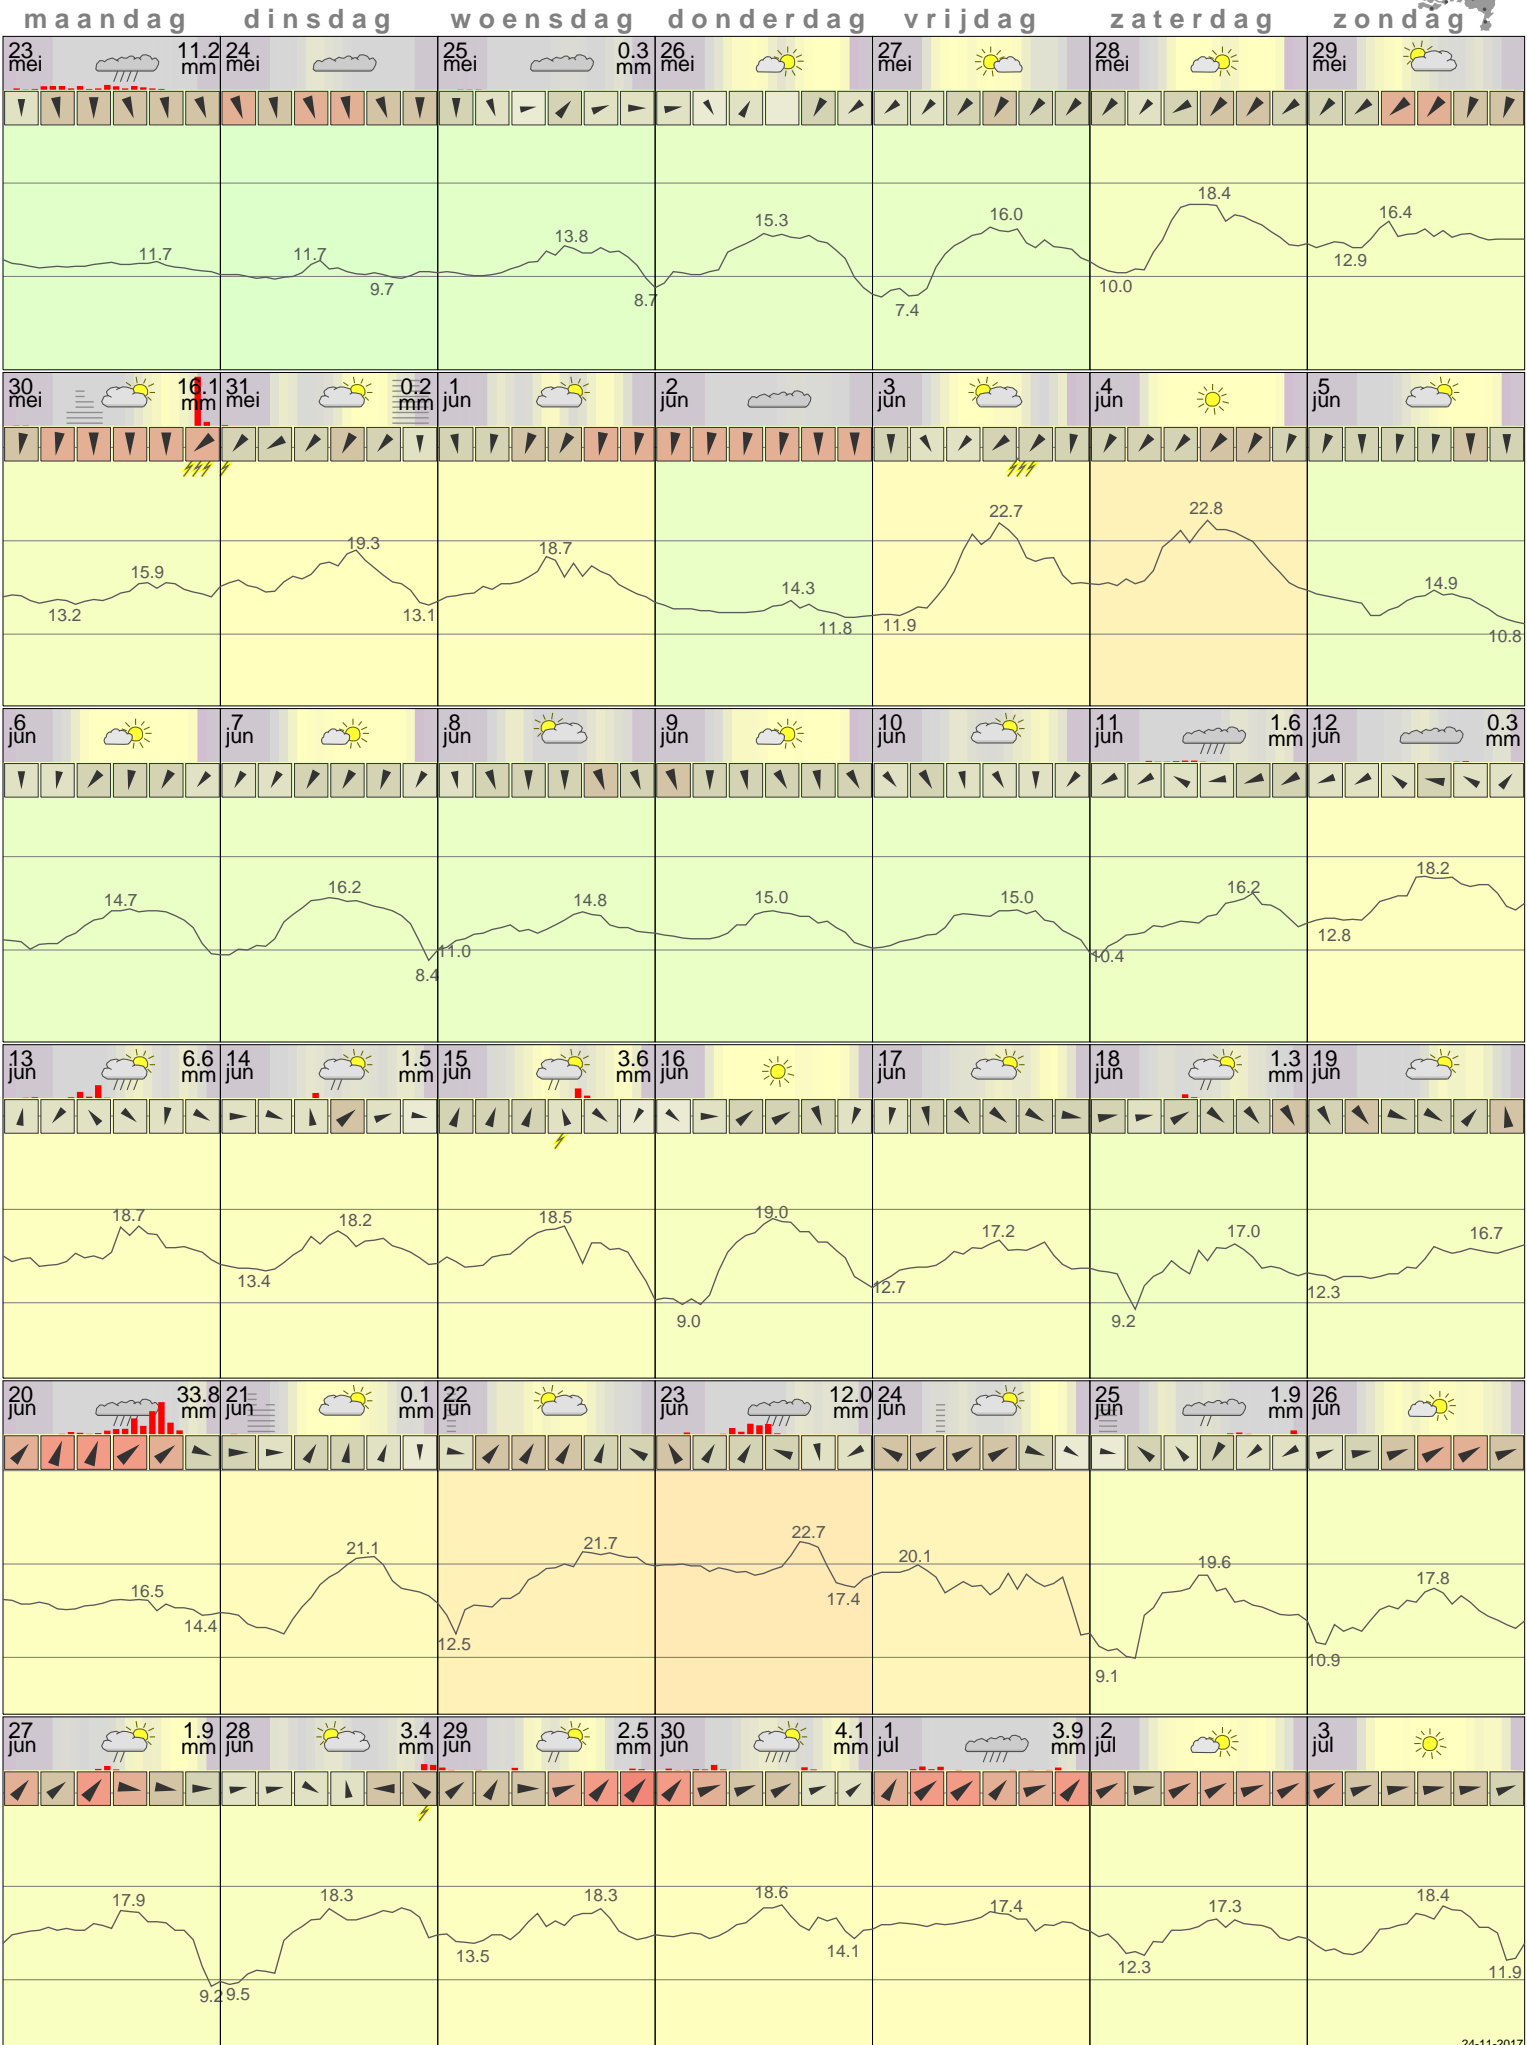 maandag dinsdag woensdag donderdag vrijdag zaterdag zondag
23 mei 11.2 mm 24 mei 25 mei 0.3 mm 26 mei 27 mei 28 mei 29 mei
11.7 11.7 9.7 13.8 8.7 15.3 7.4 16.0 10.0 18.4 12.9 16.4
30 mei 16.1 mm 31 mei 0.2 mm 1 jun 2 jun 3 jun 4 jun 5 jun
13.2 15.9 19.3 13.1 18.7 14.3 11.8 11.9 22.7 22.8 14.9 10.8
6 jun 7 jun 8 jun 9 jun 10 jun 11 jun 1.6 mm 12 jun 0.3 mm
14.7 16.2 8.4 11.0 14.8 15.0 15.0 10.4 16.2 12.8 18.2
13 jun 6.6 mm 14 jun 1.5 mm 15 jun 3.6 mm 16 jun 17 jun 18 jun 1.3 mm 19 jun
18.7 13.4 18.2 18.5 9.0 19.0 12.7 17.2 9.2 17.0 12.3 16.7
20 jun 33.8 mm 21 jun 0.1 mm 22 jun 23 jun 12.0 mm 24 jun 25 jun 1.9 mm 26 jun
16.5 14.4 21.1 12.5 21.7 22.7 17.4 20.1 9.1 19.6 10.9 17.8
27 jun 1.9 mm 28 jun 3.4 mm 29 jun 2.5 mm 30 jun 4.1 mm 1 jul 3.9 mm 2 jul 3 jul
17.9 9.2 9.5 18.3 13.5 18.3 18.6 14.1 17.4 12.3 17.3 18.4 11.9
24-11-2017